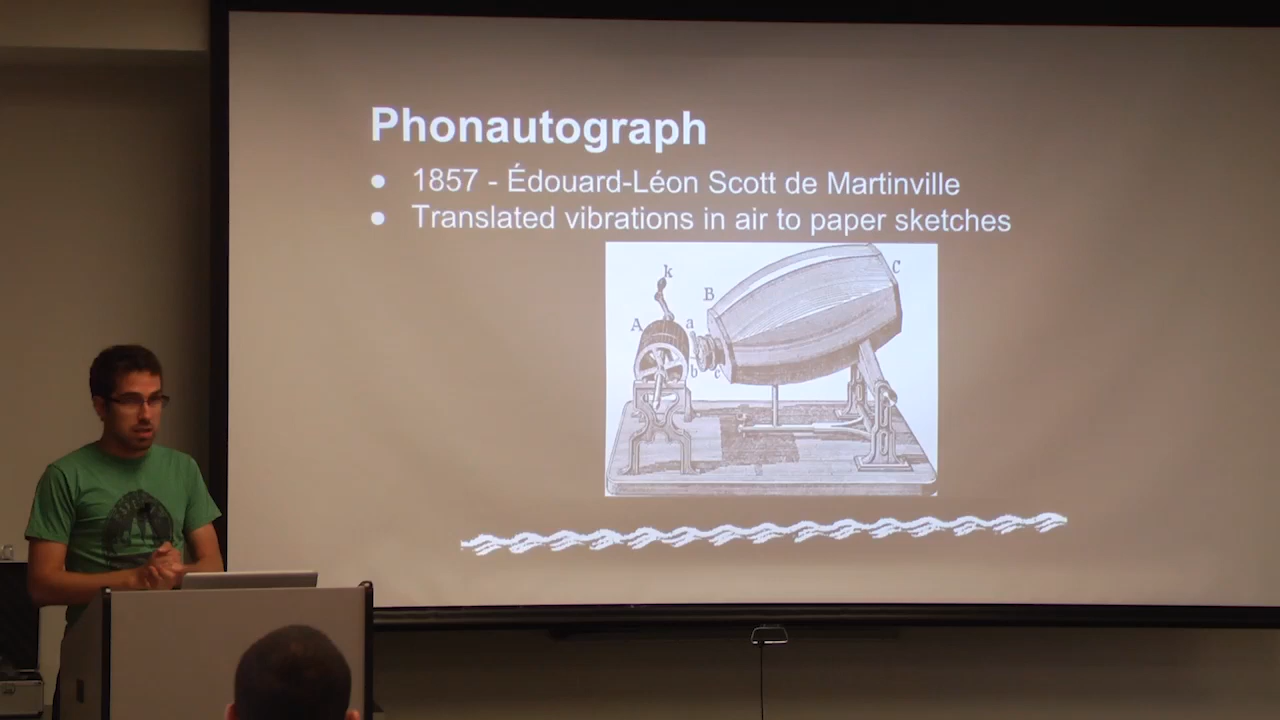 Phonautograph
● 1857 - Édouard-Léon Scott de Martinville
● Translated vibrations in air to paper sketches
k
C
B
A a
b c